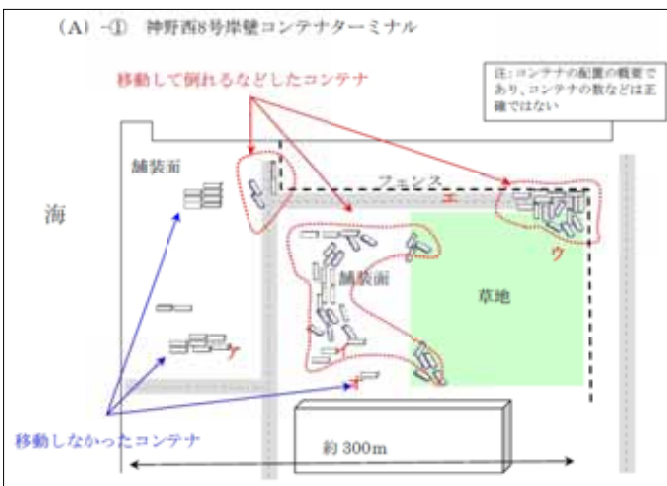 (A) -① 神野西8号岸壁コンテナターミナル
移動して倒れるなどしたコンテナ
注:コンテナの配置の概要で
あり、コンテナの数などは正
確ではない
舗装面
フェンス
エ
海
ウ
舗装面
草地
ア
イ
移動しなかったコンテナ
約300m